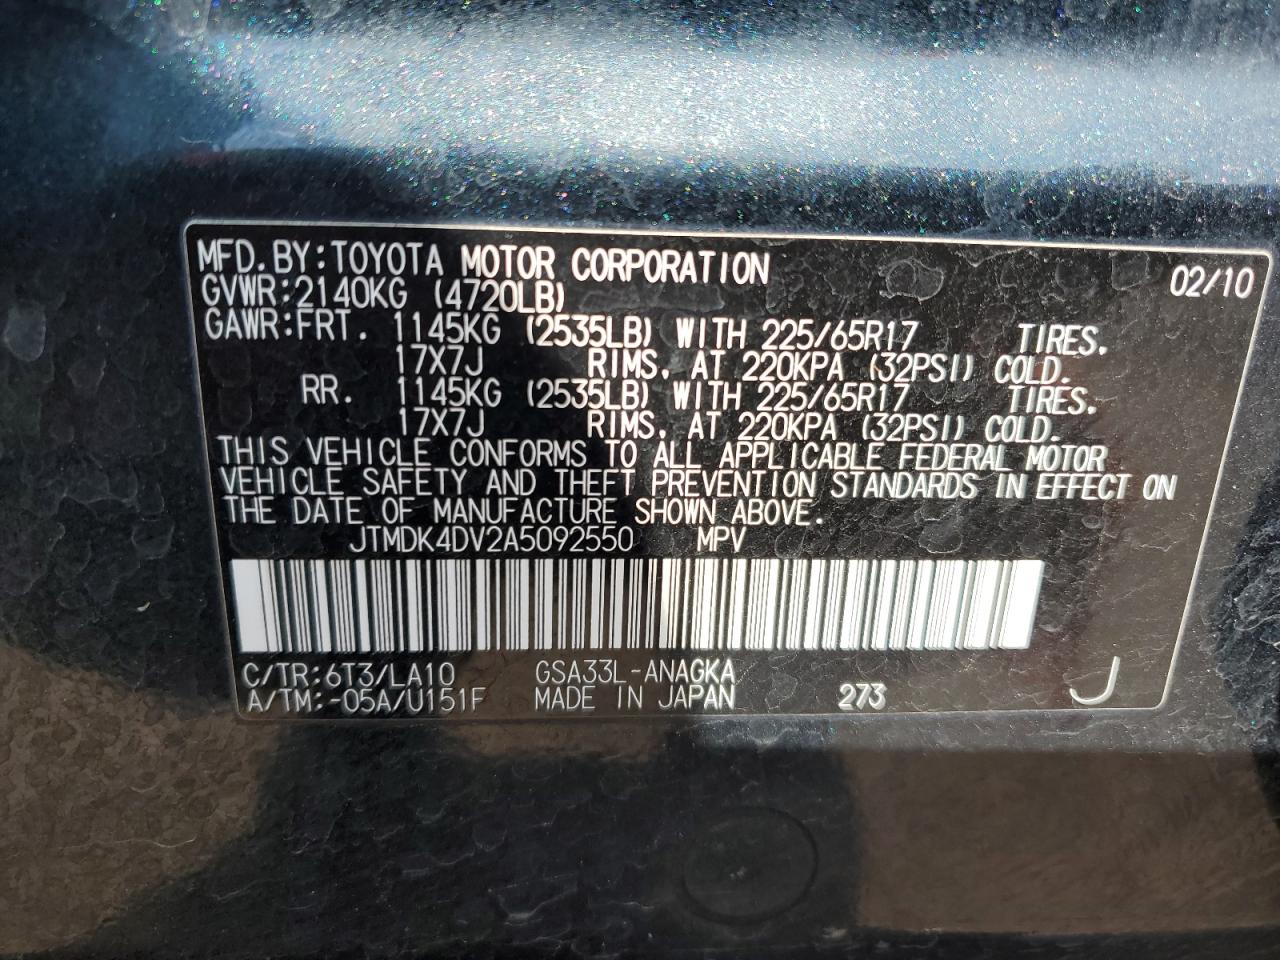 MFD.BY:TOYOTA MOTOR CORPORATION 02/10
GVWR:2140KG (4720LB)
GAWR:FRT. 1145KG (2535LB) WITH 225/65R17 TIRES.
17X7J RIMS, AT 220KPA (32PSI) COLD.
RR. 1145KG (2535LB) WITH 225/65R17 TIRES.
17X7J RIMS, AT 220KPA (32PSI) COLD.
THIS VEHICLE CONFORMS TO ALL APPLICABLE FEDERAL MOTOR
VEHICLE SAFETY AND THEFT PREVENTION STANDARDS IN EFFECT ON
THE DATE OF MANUFACTURE SHOWN ABOVE.
JTMDK4DV2A5092550 MPV
C/TR:6T3/LA10 GSA33L-ANAGKA
A/TM:-05A/U151F MADE IN JAPAN 273 J